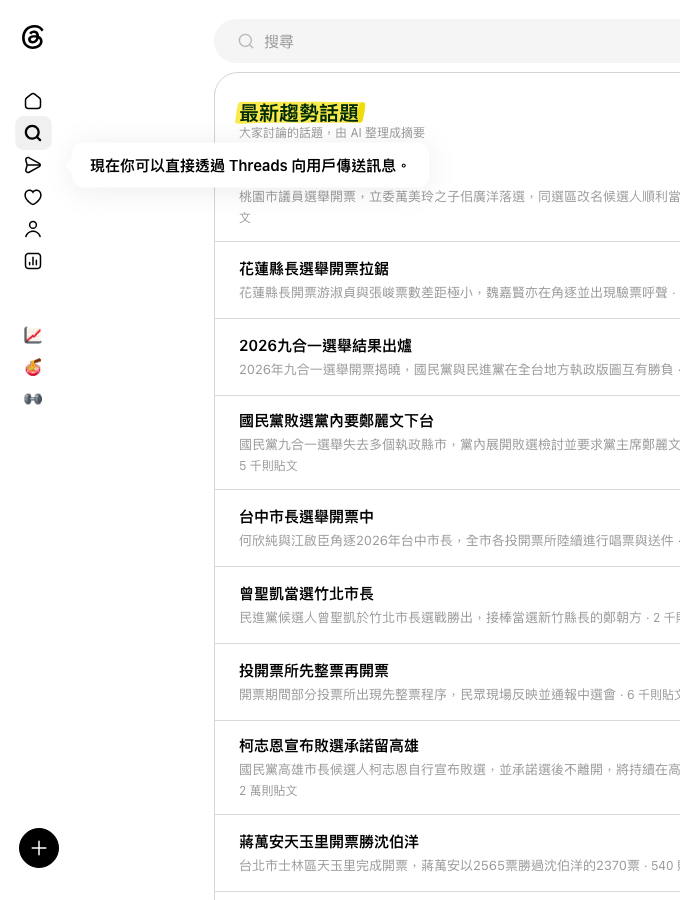 搜尋
最新趨勢話題
大家討論的話題，由 AI 整理成摘要
現在你可以直接透過 Threads 向用戶傳送訊息。
桃園市議員選舉開票，立委萬美玲之子佀廣洋落選，同選區改名候選人順利當
文
花蓮縣長選舉開票拉鋸
花蓮縣長開票游淑貞與張峻票數差距極小，魏嘉賢亦在角逐並出現驗票呼聲 ·
2026九合一選舉結果出爐
2026年九合一選舉開票揭曉，國民黨與民進黨在全台地方執政版圖互有勝負 ·
國民黨敗選黨內要鄭麗文下台
國民黨九合一選舉失去多個執政縣市，黨內展開敗選檢討並要求黨主席鄭麗文
5 千則貼文
台中市長選舉開票中
何欣純與江啟臣角逐2026年台中市長，全市各投開票所陸續進行唱票與送件 ·
曾聖凱當選竹北市長
民進黨候選人曾聖凱於竹北市長選戰勝出，接棒當選新竹縣長的鄭朝方 · 2 千
投開票所先整票再開票
開票期間部分投票所出現先整票程序，民眾現場反映並通報中選會 · 6 千則貼文
柯志恩宣布敗選承諾留高雄
國民黨高雄市長候選人柯志恩自行宣布敗選，並承諾選後不離開，將持續在高
2 萬則貼文
蔣萬安天玉里開票勝沈伯洋
台北市士林區天玉里完成開票，蔣萬安以2565票勝過沈伯洋的2370票 · 540